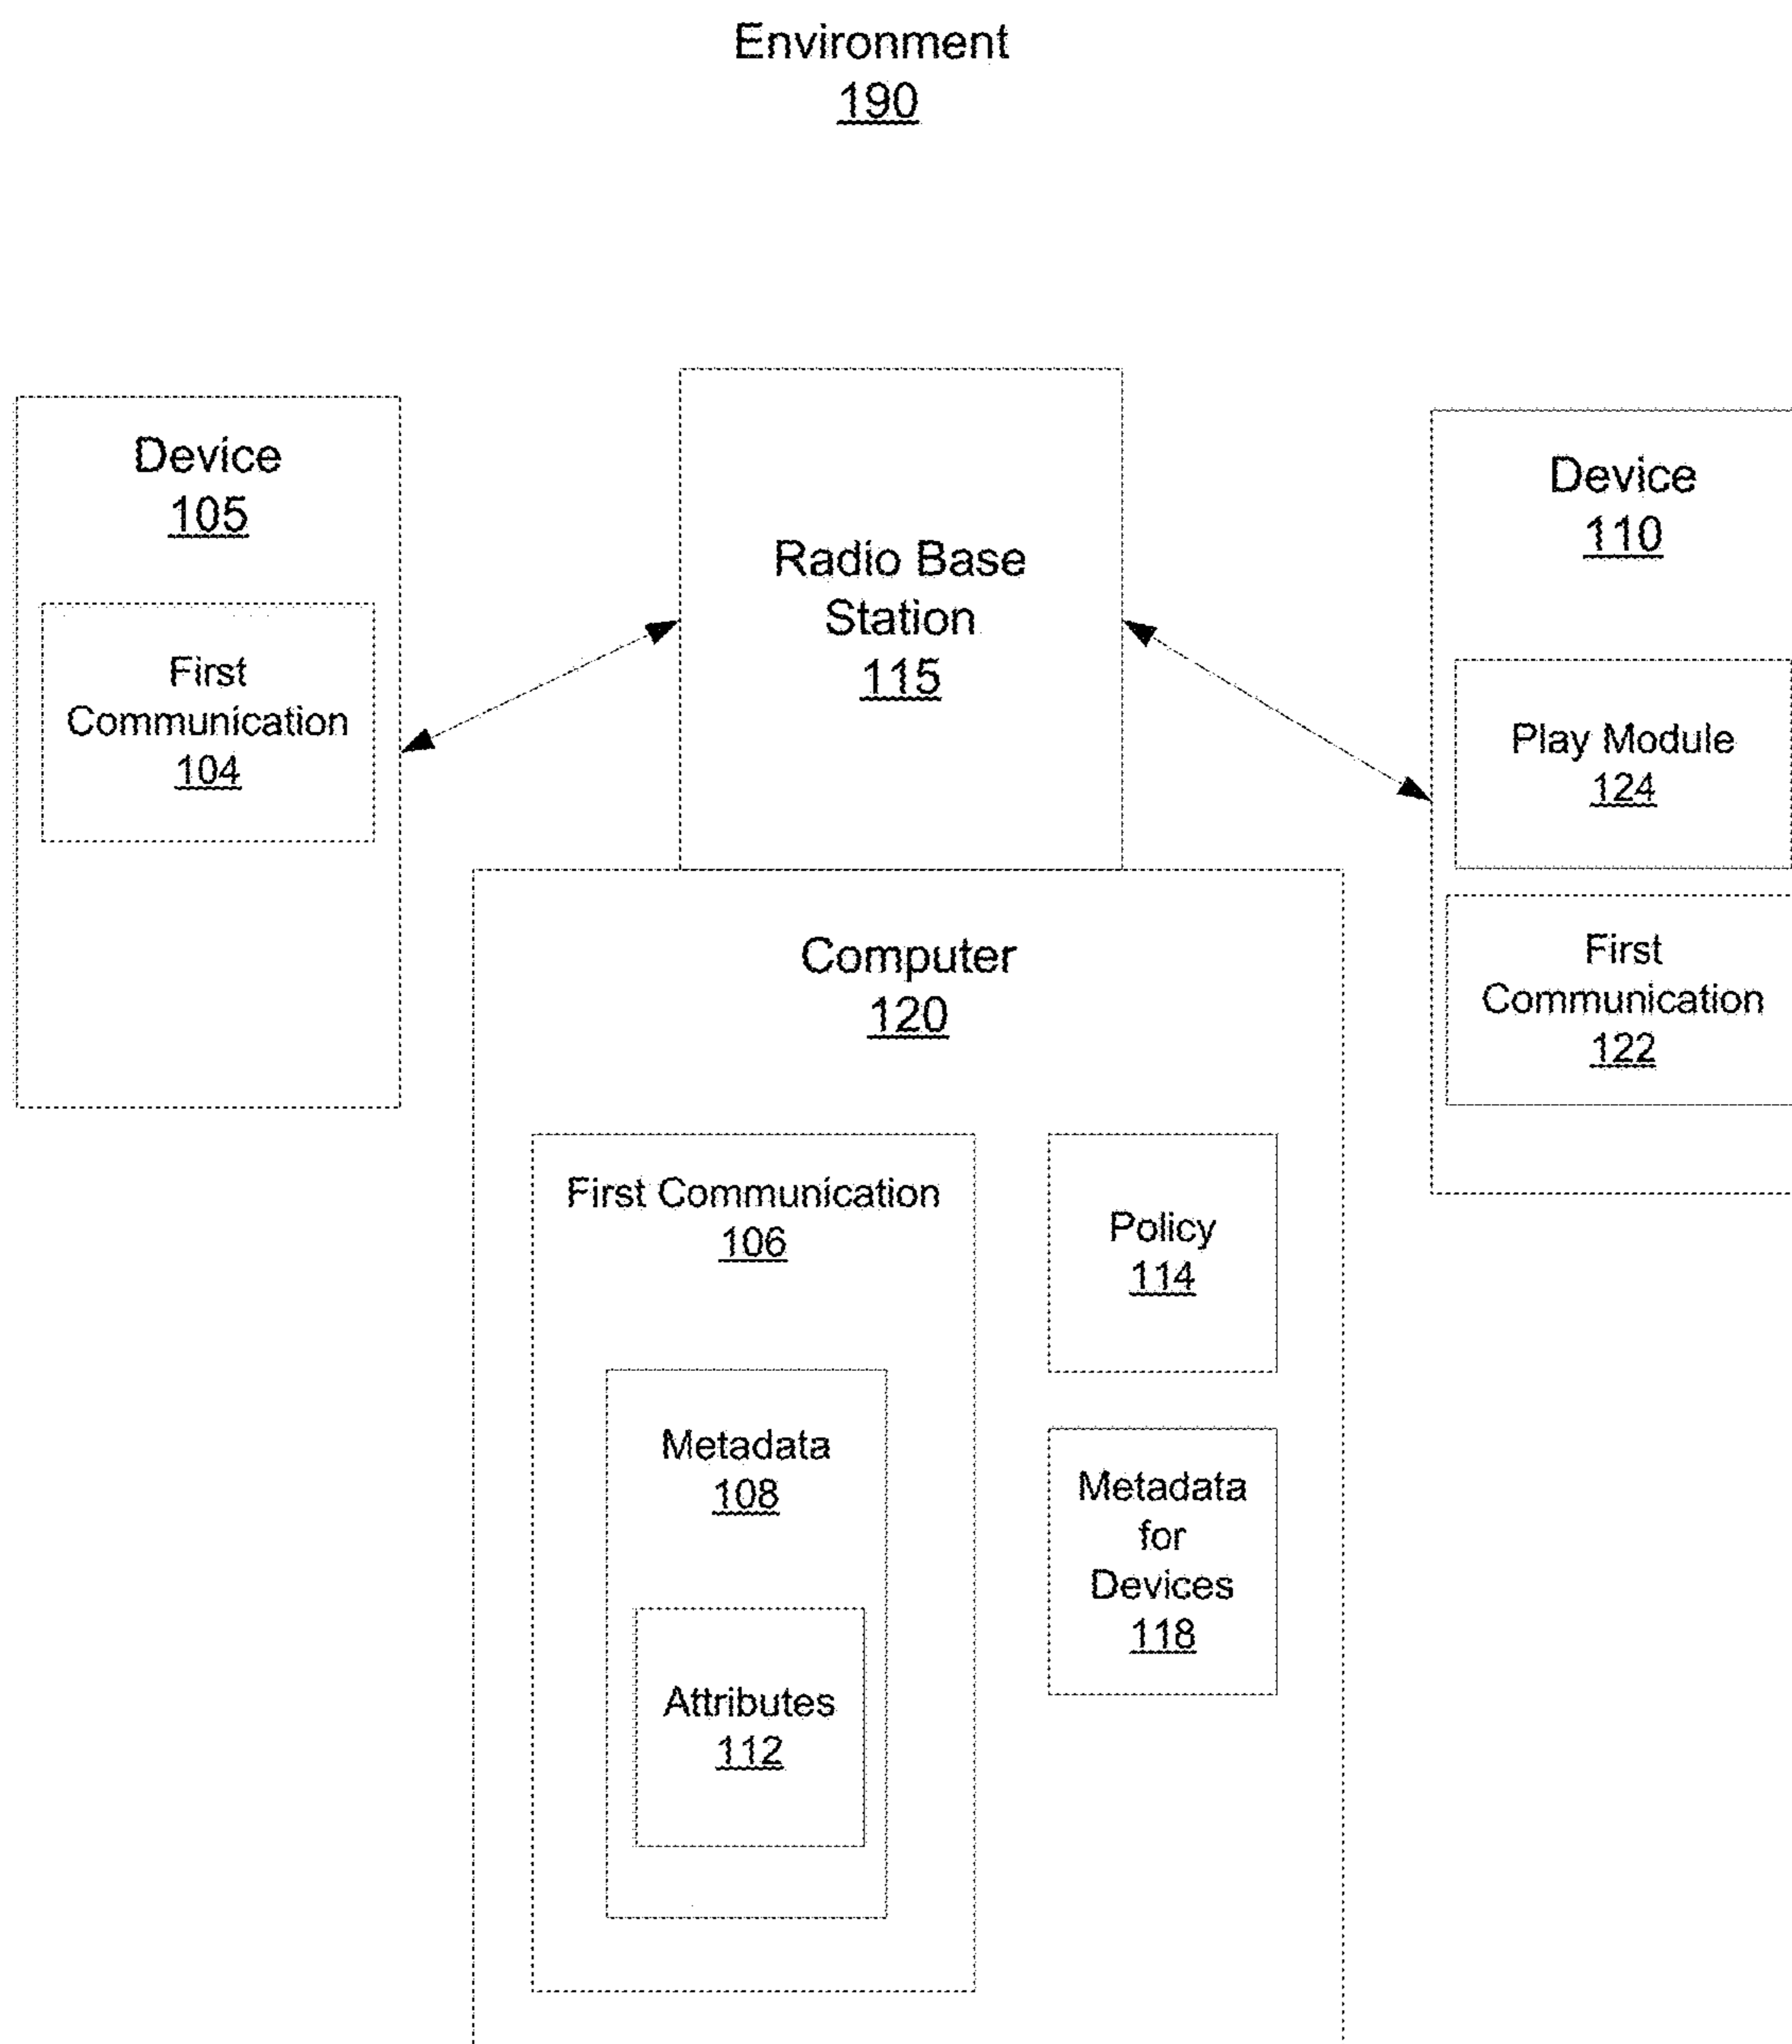 Environment
190
Device
105
First
Communication
104
Radio Base
Station
115
Device
110
Play Module
124
First
Communication
122
Computer
120
First Communication
106
Metadata
108
Attributes
112
Policy
114
Metadata
for
Devices
118